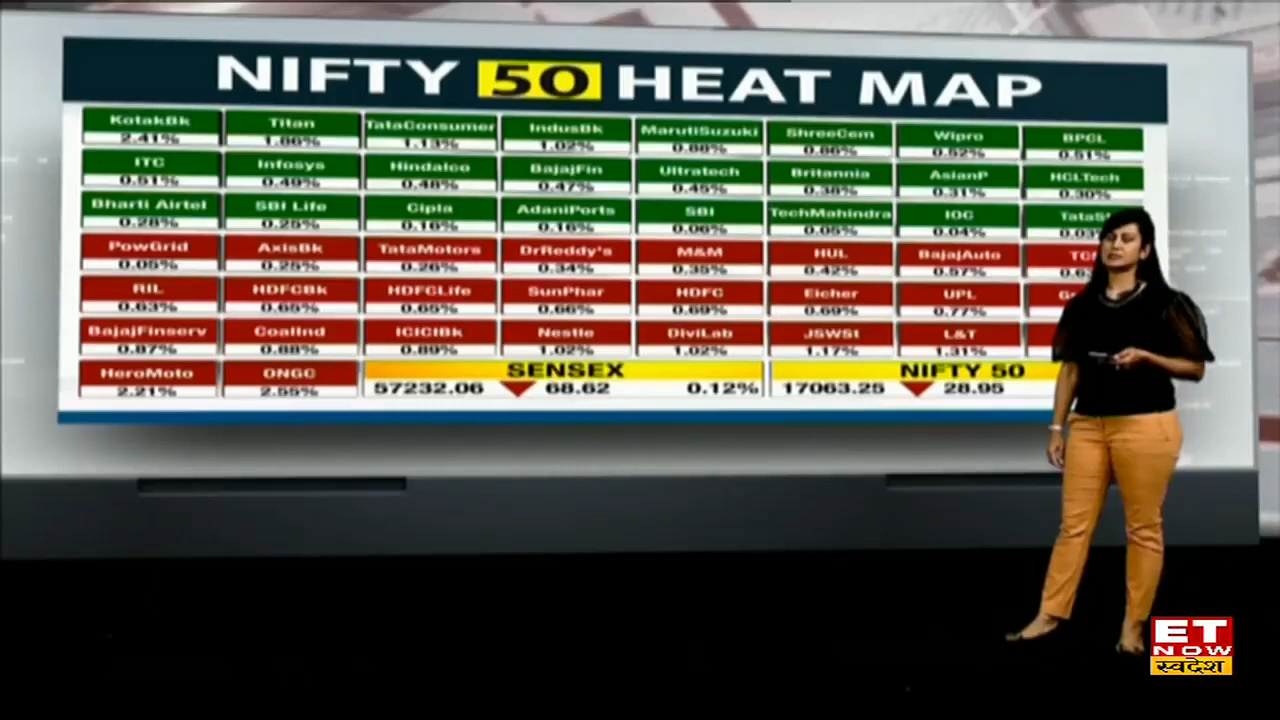 NIFTY 50 HEAT MAP
KotakBk Titan TataConsumer IndusBk MarutiSuzuki ShreeCem Wipro BPCL
2.41% 1.86% 1.13% 1.02% 0.88% 0.86% 0.52% 0.51%
ITC Infosys Hindalco BajajFin Ultratech Britannia AsianP HCLTech
0.51% 0.49% 0.48% 0.47% 0.45% 0.38% 0.31% 0.30%
Bharti Airtel SBI Life Cipla AdaniPorts SBI TechMahindra IOC
0.28% 0.25% 0.16% 0.16% 0.06% 0.05% 0.04% 0.03%
PowGrid AxisBk TataMotors DrReddy's M&M HUL BajajAuto
0.05% 0.25% 0.26% 0.34% 0.35% 0.42% 0.57%
RIL HDFCBk HDFCLife SunPhar HDFC Eicher UPL
0.63% 0.65% 0.65% 0.66% 0.69% 0.69% 0.77%
BajajFinserv CoalInd ICICIBk Nestle DiviLab JSWSt L&T
0.87% 0.88% 0.89% 1.02% 1.02% 1.17% 1.31%
HeroMoto ONGC SENSEX NIFTY 50
2.21% 2.55% 57232.06 68.62 0.12% 17063.25 28.95
ET
NOW
स्वदेश